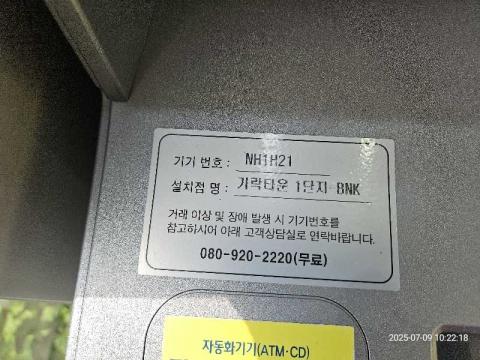 기기 번호 : NH1H21
설치점 명 : 가락타운 1단지 BNK
거래 이상 및 장애 발생 시 기기번호를
참고하시어 아래 고객상담실로 연락바랍니다.
080-920-2220(무료)
자동화기기(ATM·CD)
2025-07-09 10:22:18